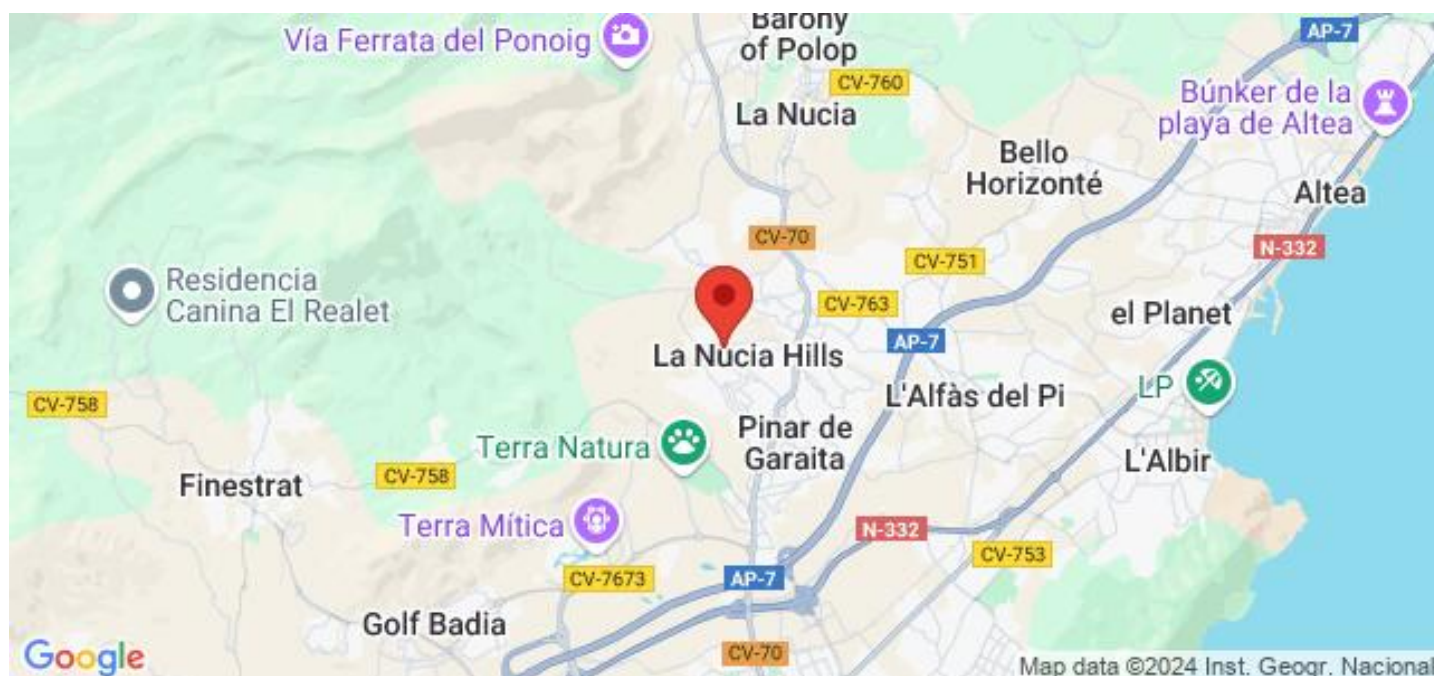 Barony
of Polop
AP-7
Vía Ferrata del Ponoig
CV-760
Búnker de la
playa de Altea
La Nucia
Bello
Horizonté
Altea
CV-70
N-332
CV-751
Residencia
Canina El Realet
CV-763
el Planet
AP-7
La Nucia Hills
L'Alfàs del Pi
LP
CV-758
Terra Natura
Pinar de
Garaita
L'Albir
Finestrat
CV-758
Terra Mítica
N-332
CV-753
CV-7673
AP-7
Golf Badia
CV-70
Google
Map data ©2024 Inst. Geogr. Nacional